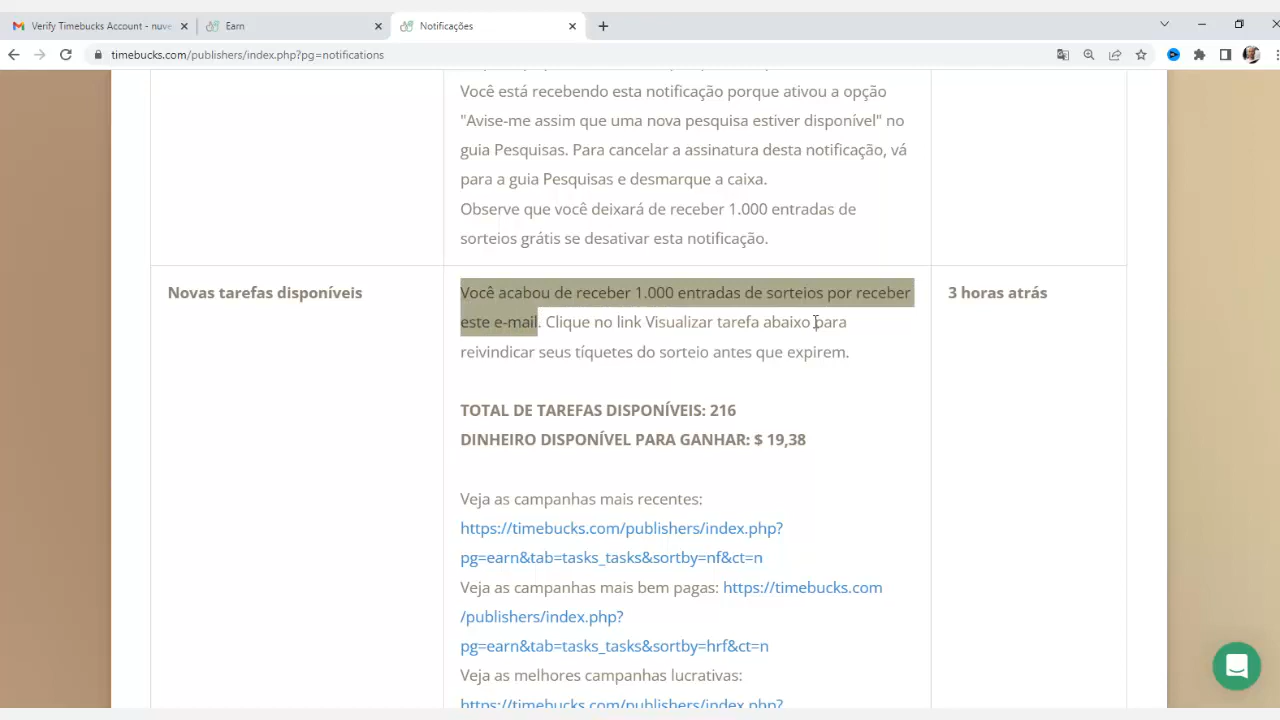 Verify Timebucks Account - nuve
Earn
Notificações
timebucks.com/publishers/index.php?pg=notifications
Você está recebendo esta notificação porque ativou a opção
"Avise-me assim que uma nova pesquisa estiver disponível" no
guia Pesquisas. Para cancelar a assinatura desta notificação, vá
para a guia Pesquisas e desmarque a caixa.
Observe que você deixará de receber 1.000 entradas de
sorteios grátis se desativar esta notificação.
Novas tarefas disponíveis
Você acabou de receber 1.000 entradas de sorteios por receber
este e-mail. Clique no link Visualizar tarefa abaixo para
reivindicar seus tíquetes do sorteio antes que expirem.
3 horas atrás
TOTAL DE TAREFAS DISPONÍVEIS: 216
DINHEIRO DISPONÍVEL PARA GANHAR: $ 19,38
Veja as campanhas mais recentes:
https://timebucks.com/publishers/index.php?
pg=earn&tab=tasks_tasks&sortby=nf&ct=n
Veja as campanhas mais bem pagas: https://timebucks.com
/publishers/index.php?
pg=earn&tab=tasks_tasks&sortby=hrf&ct=n
Veja as melhores campanhas lucrativas:
https://timebucks.com/publishers/index.php?